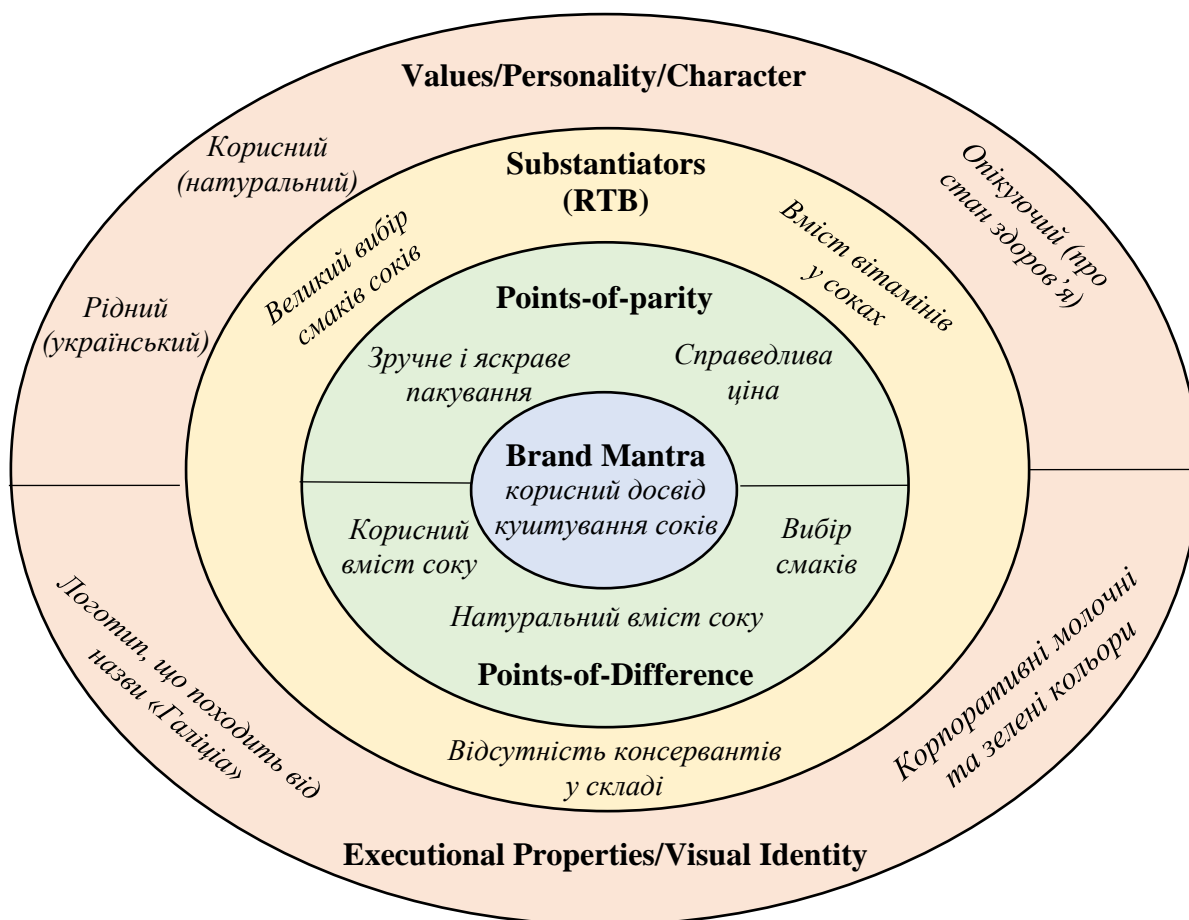 Values/Personality/Character
Корисний
(натуральний)
Рідний
(український)
Опікуючий (про
стан здоров’я)
Substantiators
(RTB)
Великий вибір
смаків соків
Вміст вітамінів
у соках
Points-of-parity
Зручне і яскраве
пакування
Справедлива
ціна
Brand Mantra
корисний досвід
куштування соків
Корисний
вміст соку
Вибір
смаків
Натуральний вміст соку
Points-of-Difference
Відсутність консервантів
у складі
Логотип, що походить від
назви «Галіція»
Корпоративні молочні
та зелені кольори
Executional Properties/Visual Identity